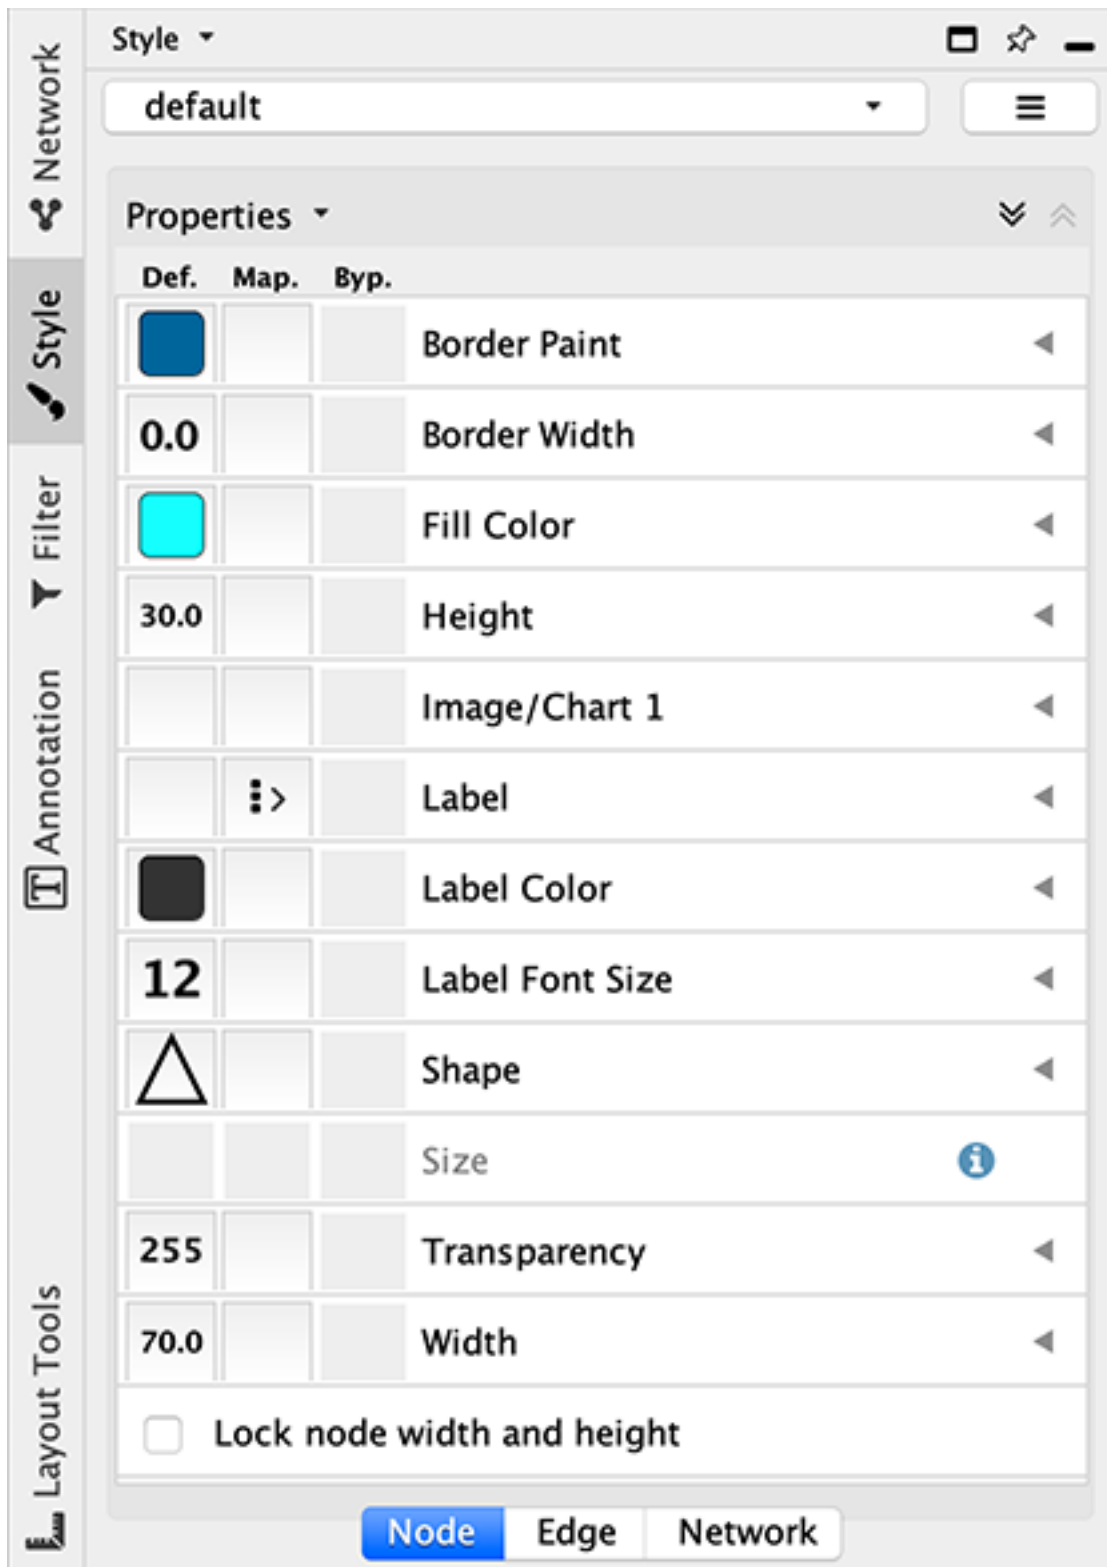 Style
default
Properties
Def. Map. Byp.
Border Paint
0.0 Border Width
Fill Color
30.0 Height
Image/Chart 1
Label
Label Color
12 Label Font Size
Shape
Size
255 Transparency
70.0 Width
Lock node width and height
Node Edge Network
Network
Style
Filter
Annotation
Layout Tools